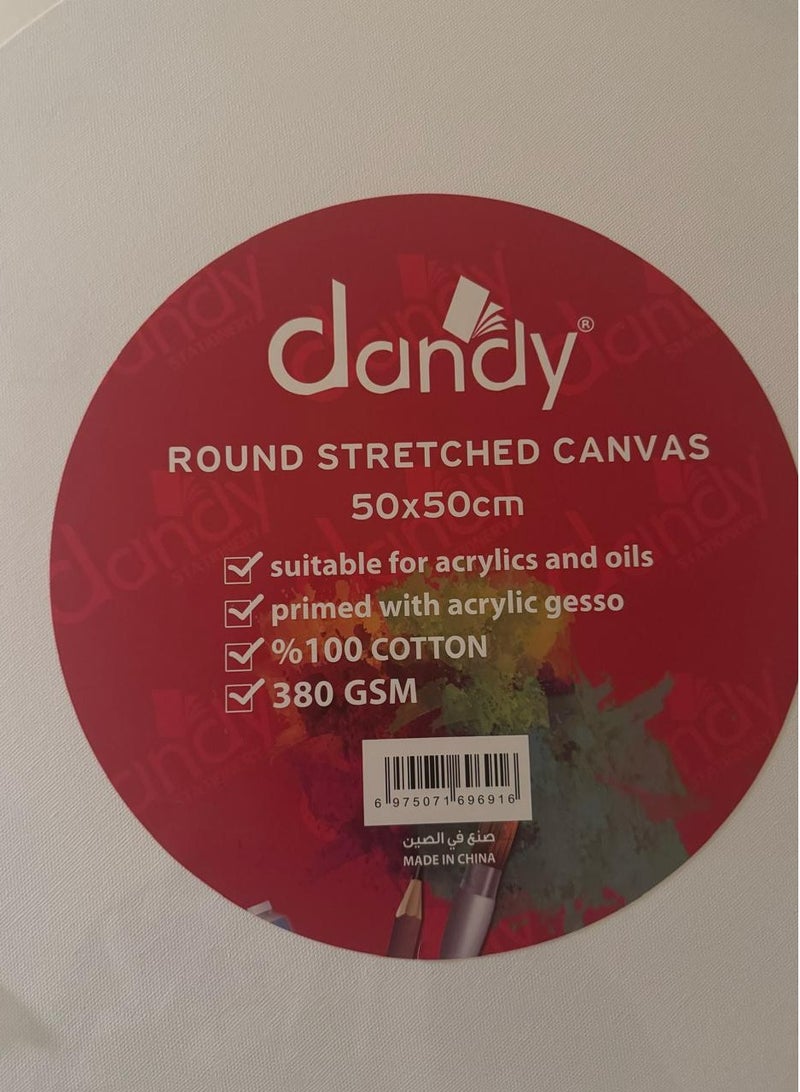 dandy®
ROUND STRETCHED CANVAS
50x50cm
suitable for acrylics and oils
primed with acrylic gesso
%100 COTTON
380 GSM
6 975071 696916
صنع في الصين
MADE IN CHINA